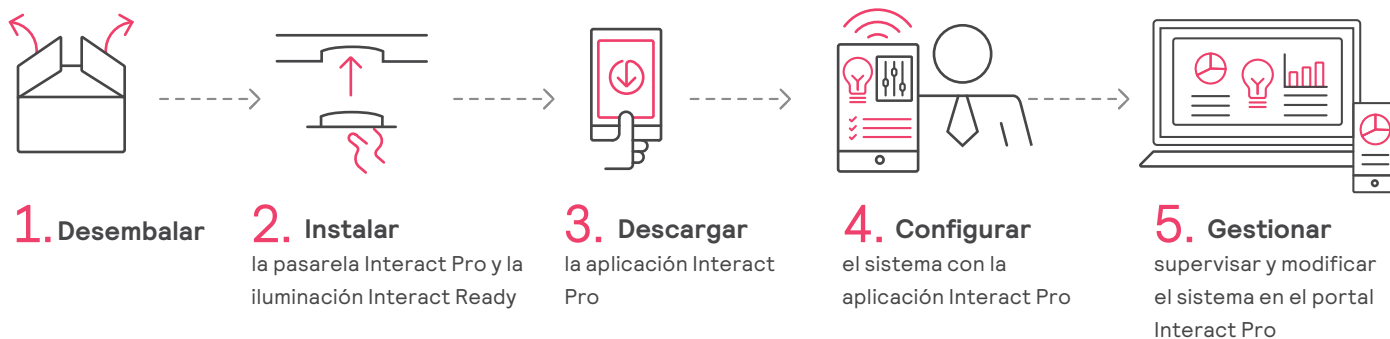 1. Desembalar
2. Instalar
la pasarela Interact Pro y la
iluminación Interact Ready
3. Descargar
la aplicación Interact
Pro
4. Configurar
el sistema con la
aplicación Interact Pro
5. Gestionar
supervisar y modificar
el sistema en el portal
Interact Pro